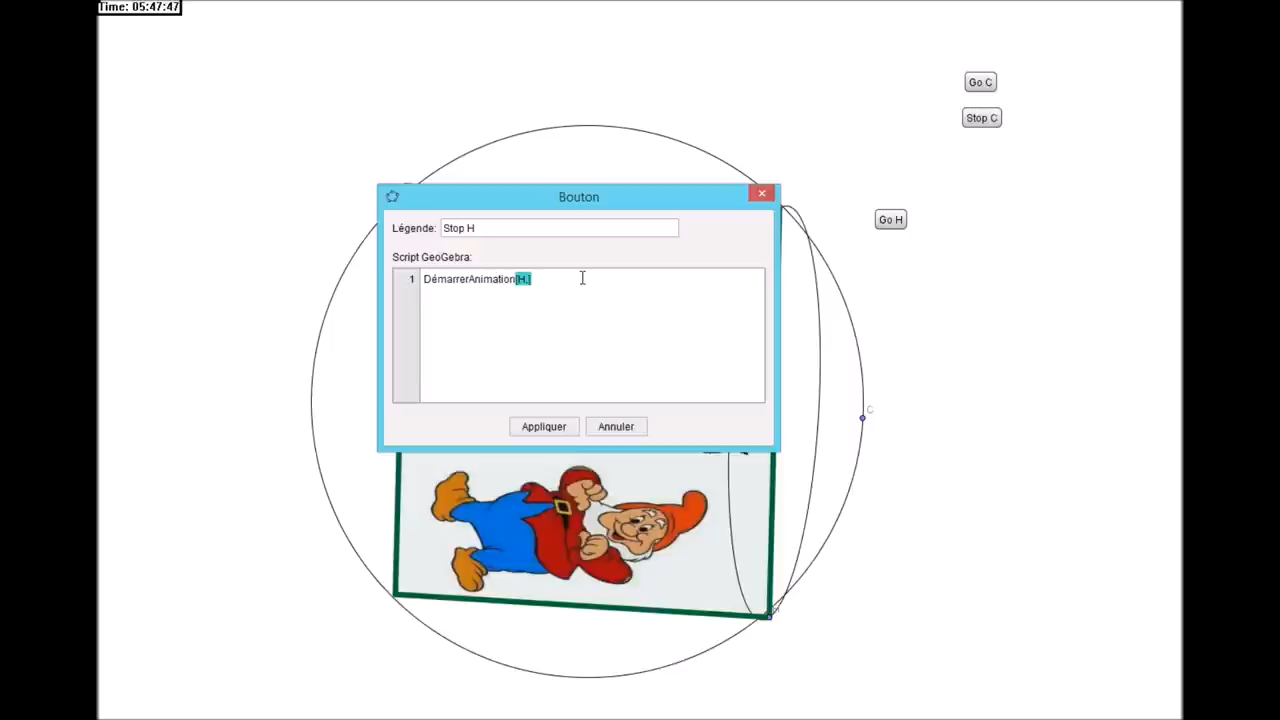 Time: 05:47:47
Go C
Stop C
Bouton
Légende: Stop H
Go H
Script GeoGebra:
1 DémarrerAnimation[H,]
C
Appliquer Annuler